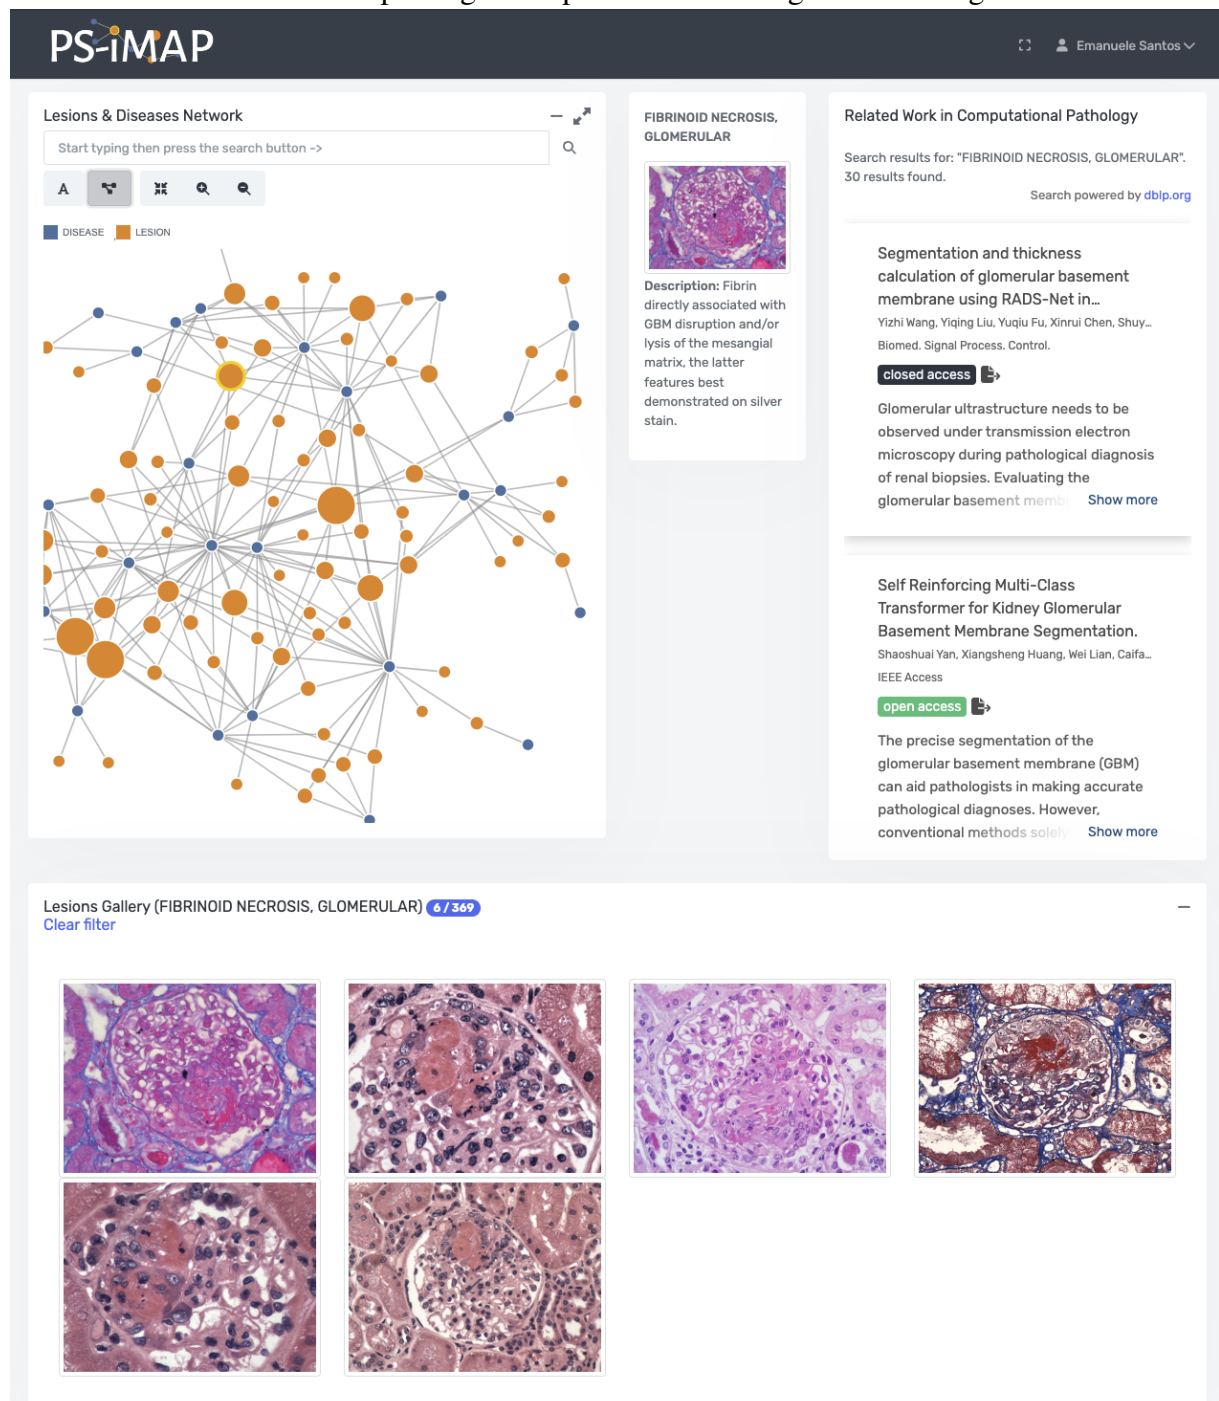 PS-iMAP
Emanuele Santos
Lesions & Diseases Network
Start typing then press the search button ->
A
DISEASE
LESION
FIBRINOID NECROSIS,
GLOMERULAR
Description: Fibrin
directly associated with
GBM disruption and/or
lysis of the mesangial
matrix, the latter
features best
demonstrated on silver
stain.
Related Work in Computational Pathology
Search results for: "FIBRINOID NECROSIS, GLOMERULAR".
30 results found.
Search powered by dblp.org
Segmentation and thickness
calculation of glomerular basement
membrane using RADS-Net in...
Yizhi Wang, Yiqing Liu, Yuqiu Fu, Xinrui Chen, Shuy...
Biomed. Signal Process. Control.
closed access
Glomerular ultrastructure needs to be
observed under transmission electron
microscopy during pathological diagnosis
of renal biopsies. Evaluating the
glomerular basement memb Show more
Self Reinforcing Multi-Class
Transformer for Kidney Glomerular
Basement Membrane Segmentation.
Shaoshuai Yan, Xiangsheng Huang, Wei Lian, Caifa...
IEEE Access
open access
The precise segmentation of the
glomerular basement membrane (GBM)
can aid pathologists in making accurate
pathological diagnoses. However,
conventional methods solely Show more
Lesions Gallery (FIBRINOID NECROSIS, GLOMERULAR) 6 / 369
Clear filter